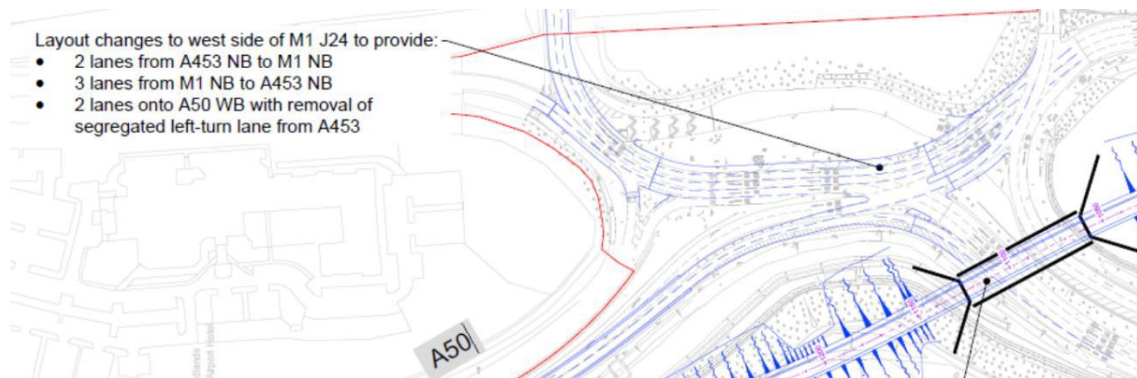 Layout changes to west side of M1 J24 to provide:
• 2 lanes from A453 NB to M1 NB
• 3 lanes from M1 NB to A453 NB
• 2 lanes onto A50 WB with removal of
segregated left-turn lane from A453
A50